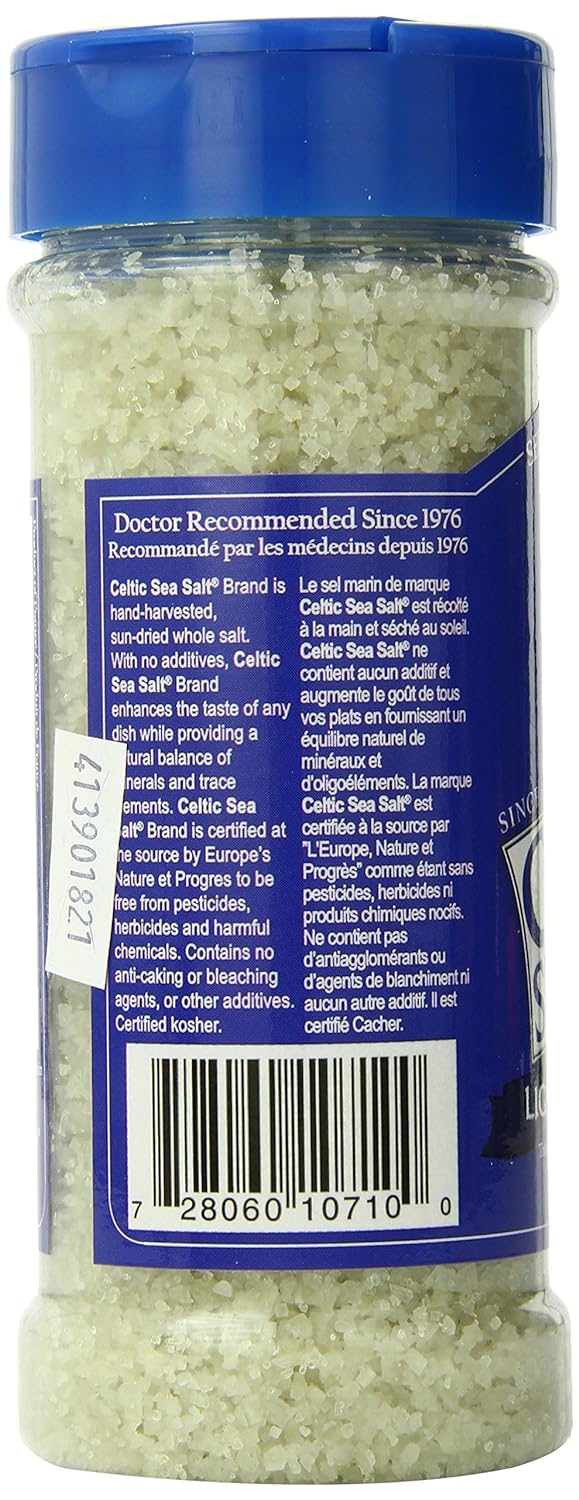 Doctor Recommended Since 1976
Recommandé par les médecins depuis 1976
Celtic Sea Salt® Brand is
hand-harvested,
sun-dried whole salt.
With no additives, Celtic
Sea Salt® Brand
enhances the taste of any
dish while providing a
tural balance of
nerals and trace
ements. Celtic Sea
alt® Brand is certified at
he source by Europe's
Nature et Progres to be
free from pesticides,
herbicides and harmful
chemicals. Contains no
anti-caking or bleaching
agents, or other additives.
Certified kosher.
Le sel marin de marque
Celtic Sea Salt® est récolté
à la main et séché au soleil.
Celtic Sea Salt® ne
contient aucun additif et
augmente le goût de tous
vos plats en fournissant un
équilibre naturel de
minéraux et
d'oligoéléments. La marque
Celtic Sea Salt® est
certifiée à la source par
"L'Europe, Nature et
Progrès" comme étant sans
pesticides, herbicides ni
produits chimiques nocifs.
Ne contient pas
d'antiagglomérants ou
d'agents de blanchiment ni
aucun autre additif. Il est
certifié Cacher.
413901821
7 28060 10710 0